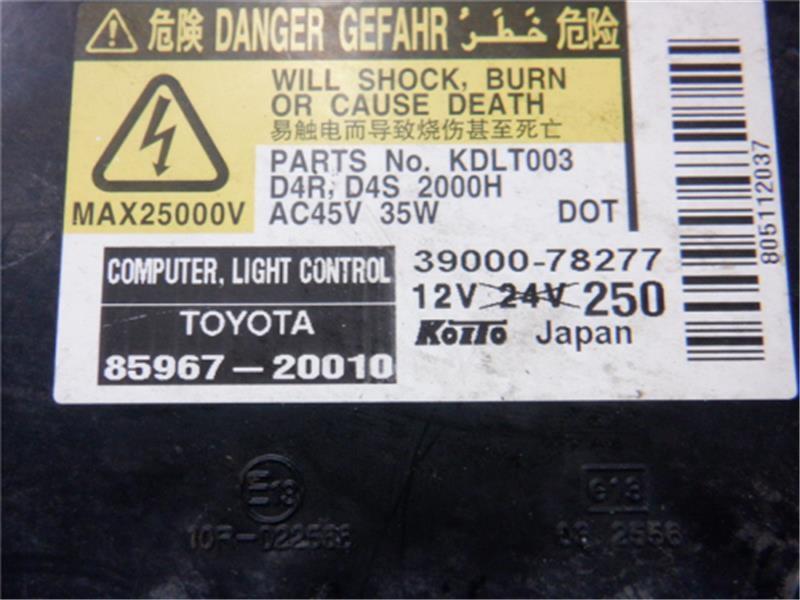 危険 DANGER GEFAHR خَطَرٌ 危险
WILL SHOCK, BURN
OR CAUSE DEATH
易触电而导致烧伤甚至死亡
MAX25000V
PARTS No. KDLT003
D4R, D4S 2000H
AC45V 35W DOT
COMPUTER, LIGHT CONTROL
TOYOTA
85967-20010
39000-78277
12V 24V 250
KOITO Japan
805112037
E13
10R-022568